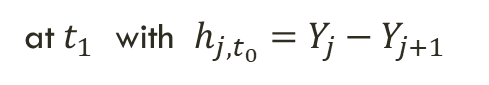 at t₁ with h_{j,t₀} = Y_j − Y_{j+1}